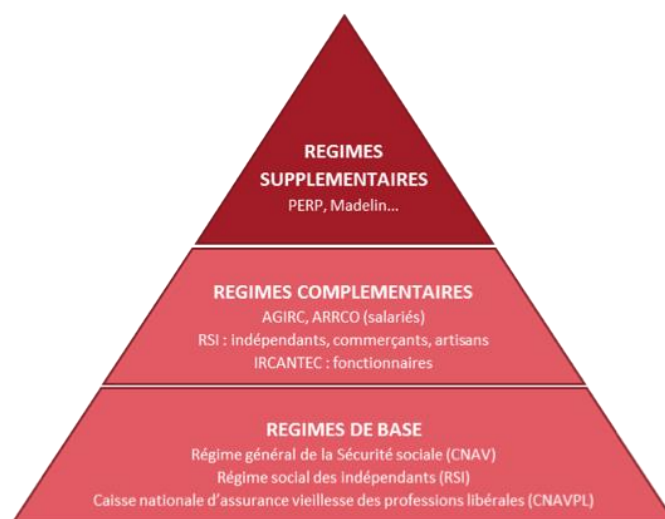 REGIMES
SUPPLEMENTAIRES
PERP, Madelin...
REGIMES COMPLEMENTAIRES
AGIRC, ARRCO (salariés)
RSI : indépendants, commerçants, artisans
IRCANTEC : fonctionnaires
REGIMES DE BASE
Régime général de la Sécurité sociale (CNAV)
Régime social des indépendants (RSI)
Caisse nationale d'assurance vieillesse des professions libérales (CNAVPL)